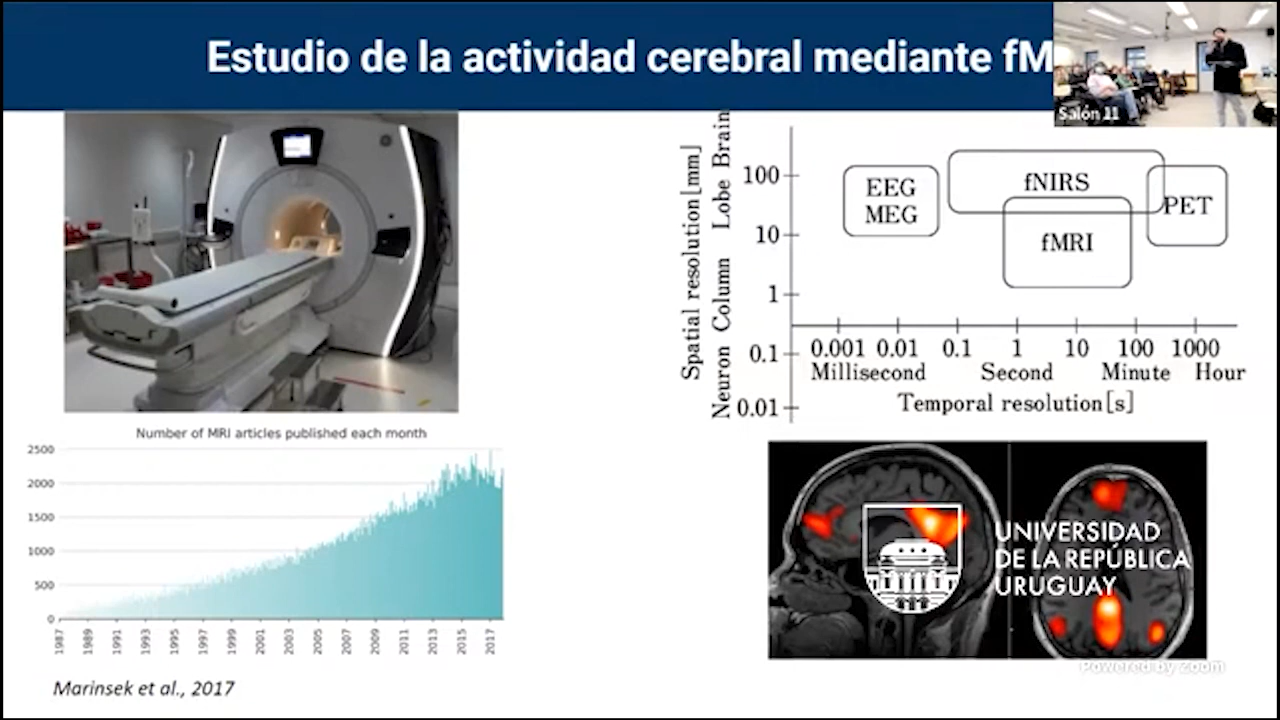 Estudio de la actividad cerebral mediante fM
Salón 11
Spatial resolution[mm]
Neuron Column Lobe Brain
100
10
1
0.1
0.01
EEG
MEG
fNIRS
fMRI
PET
0.001 0.01 0.1 1 10 100 1000
Millisecond Second Minute Hour
Temporal resolution[s]
Number of MRI articles published each month
2500
2000
1500
1000
500
0
1987 1989 1991 1993 1995 1997 1999 2001 2003 2005 2007 2009 2011 2013 2015 2017
Marinsek et al., 2017
UNIVERSIDAD
DE LA REPÚBLICA
URUGUAY
Powered by Zoom